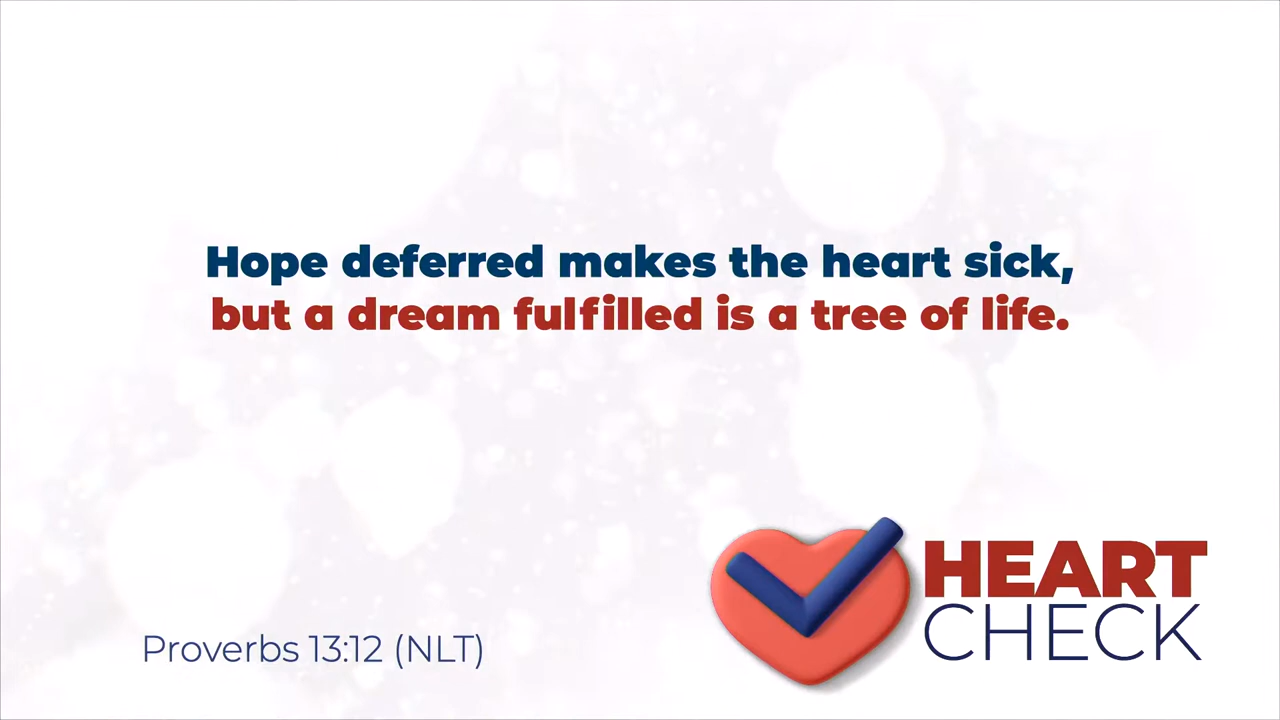 Hope deferred makes the heart sick,
but a dream fulfilled is a tree of life.
Proverbs 13:12 (NLT)
HEART
CHECK